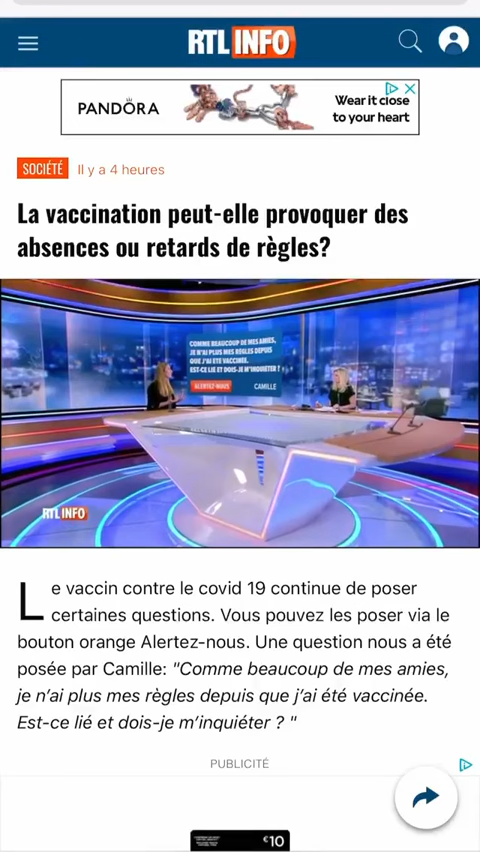 RTL INFO
PANDORA
Wear it close
to your heart
SOCIÉTÉ Il y a 4 heures
La vaccination peut-elle provoquer des
absences ou retards de règles?
COMME BEAUCOUP DE MES AMIES,
JE N'AI PLUS MES RÈGLES DEPUIS
QUE J'AI ÉTÉ VACCINÉE.
EST-CE LIÉ ET DOIS-JE M'INQUIÉTER ?
ALERTEZ-NOUS CAMILLE
RTL INFO
Le vaccin contre le covid 19 continue de poser
certaines questions. Vous pouvez les poser via le
bouton orange Alertez-nous. Une question nous a été
posée par Camille: "Comme beaucoup de mes amies,
je n'ai plus mes règles depuis que j'ai été vaccinée.
Est-ce lié et dois-je m'inquiéter ? "
PUBLICITÉ
€10